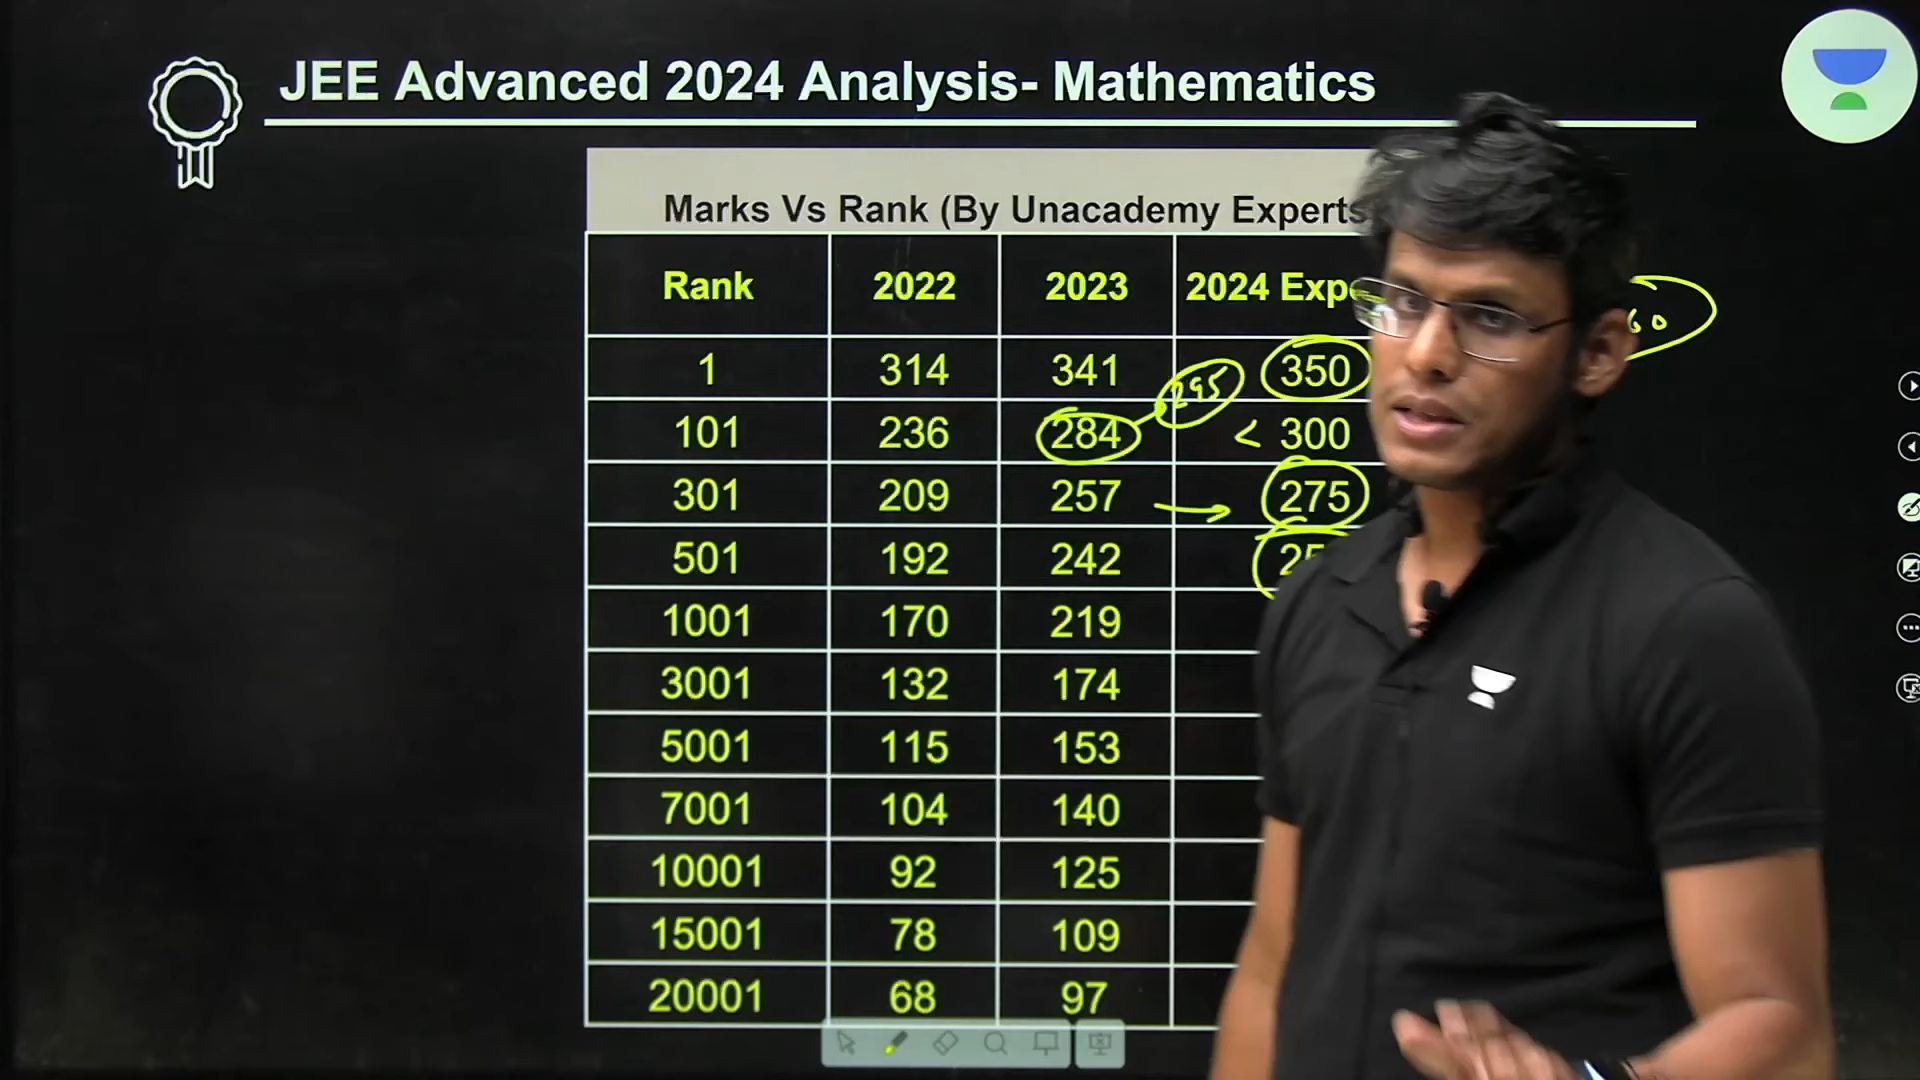 JEE Advanced 2024 Analysis- Mathematics
Marks Vs Rank (By Unacademy Experts
Rank 2022 2023 2024
1 314 341 350
295
101 236 284 < 300
301 209 257 → 275
501 192 242
1001 170 219
3001 132 174
5001 115 153
7001 104 140
10001 92 125
15001 78 109
20001 68 97